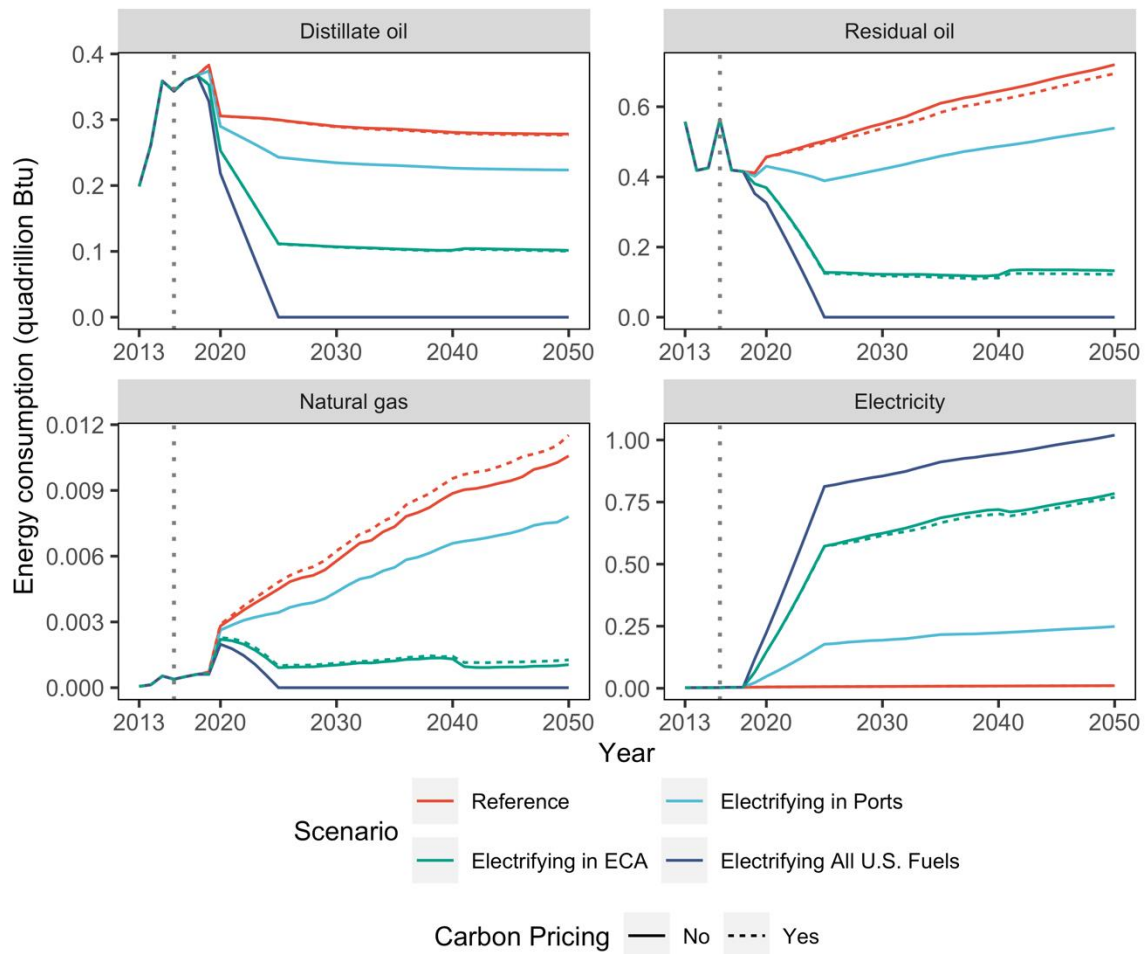 Distillate oil
Residual oil
Energy consumption (quadrillion Btu)
0.4
0.3
0.2
0.1
0.0
2013 2020 2030 2040 2050
0.6
0.4
0.2
0.0
2013 2020 2030 2040 2050
Natural gas
Electricity
0.012
0.009
0.006
0.003
0.000
2013 2020 2030 2040 2050
1.00
0.75
0.50
0.25
0.00
2013 2020 2030 2040 2050
Year
Scenario
Reference
Electrifying in Ports
Electrifying in ECA
Electrifying All U.S. Fuels
Carbon Pricing No Yes